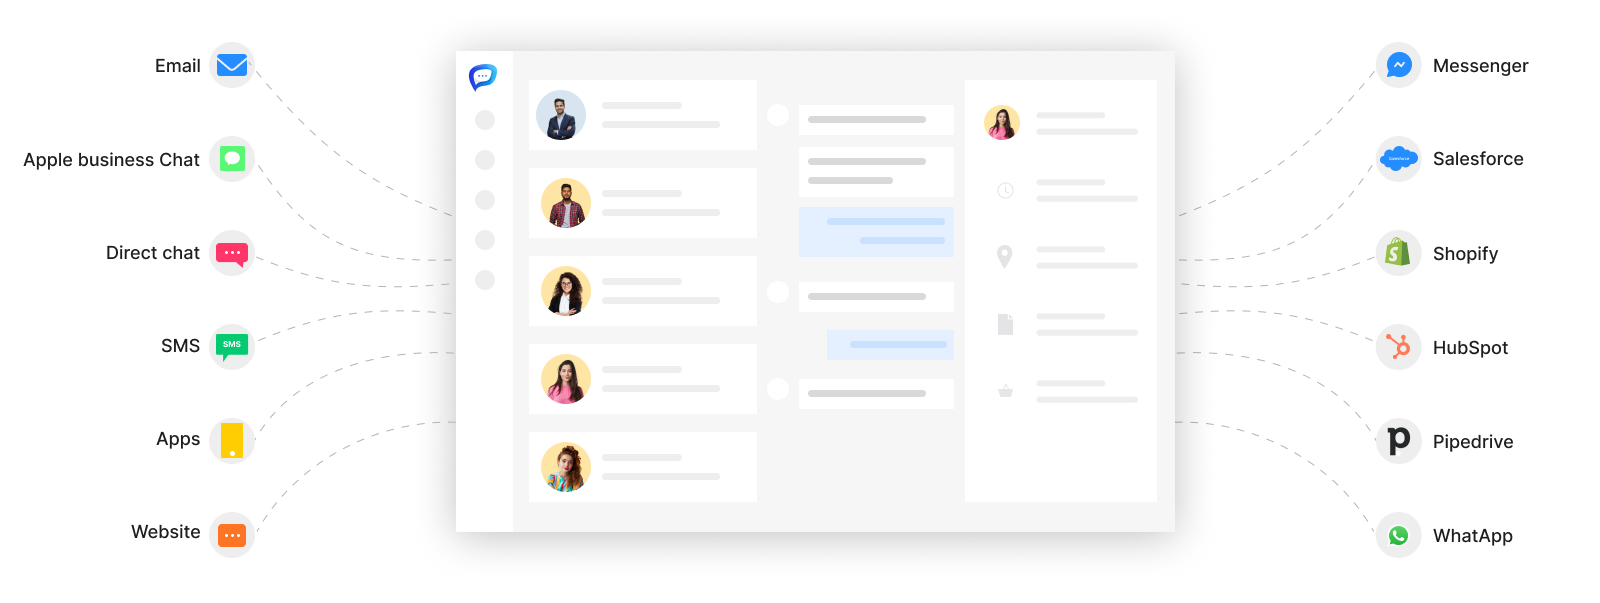 Email
Apple business Chat
Direct chat
SMS
SMS
Apps
Website
Messenger
Salesforce
Salesforce
Shopify
S
HubSpot
p
Pipedrive
WhatApp